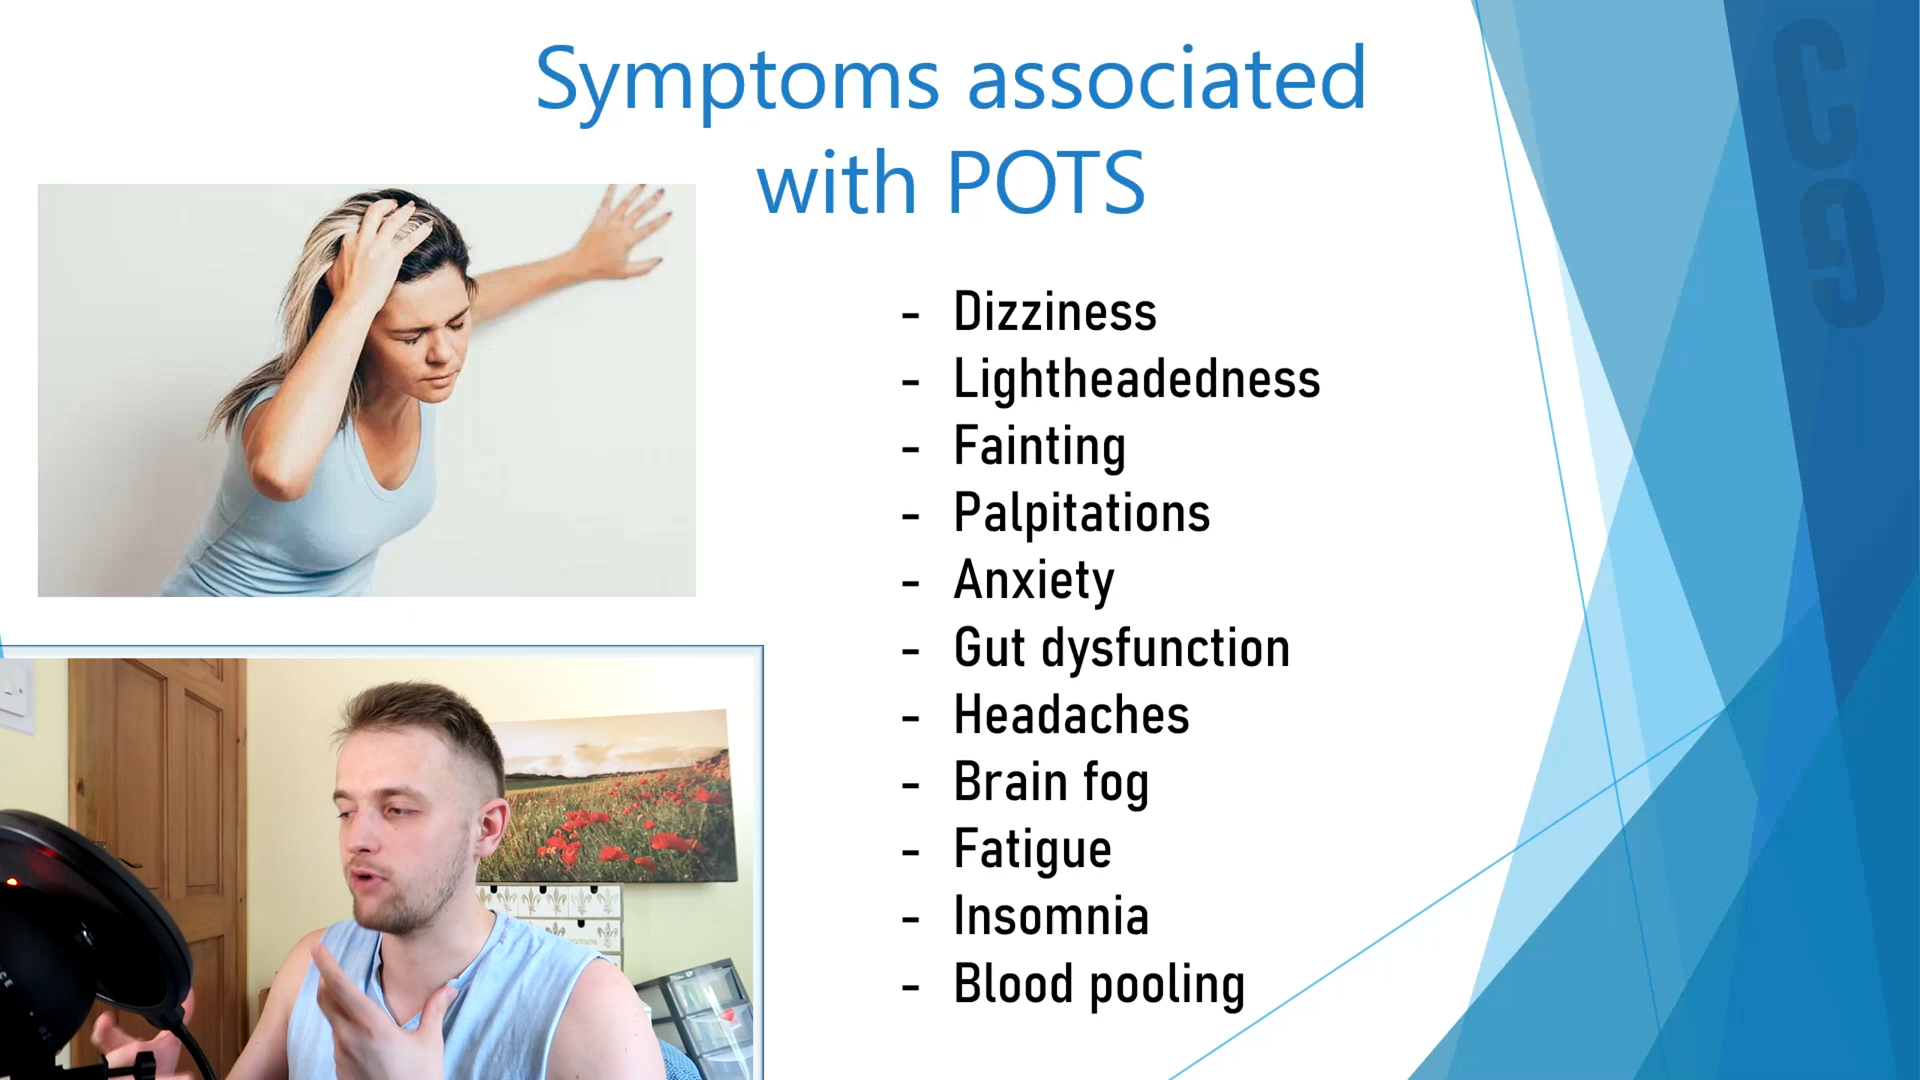 Symptoms associated
with POTS
- Dizziness
- Lightheadedness
- Fainting
- Palpitations
- Anxiety
- Gut dysfunction
- Headaches
- Brain fog
- Fatigue
- Insomnia
- Blood pooling